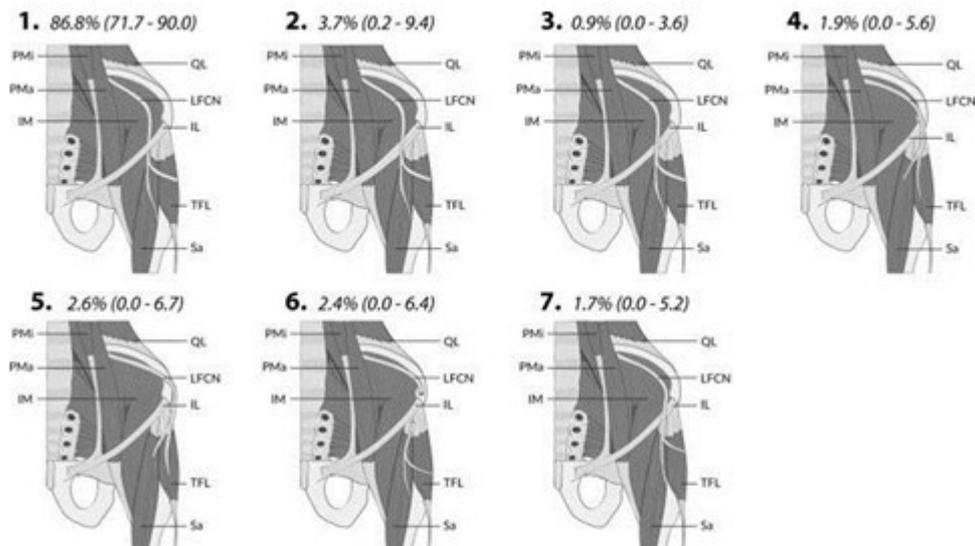 1. 86.8% (71.7 - 90.0)
2. 3.7% (0.2 - 9.4)
3. 0.9% (0.0 - 3.6)
4. 1.9% (0.0 - 5.6)
PMi
QL
PMa
LFCN
IM
IL
TFL
Sa
PMi
QL
PMa
LFCN
IM
IL
TFL
Sa
PMi
QL
PMa
LFCN
IM
IL
TFL
Sa
PMi
QL
PMa
LFCN
IM
IL
TFL
Sa
5. 2.6% (0.0 - 6.7)
6. 2.4% (0.0 - 6.4)
7. 1.7% (0.0 - 5.2)
PMi
QL
PMa
LFCN
IM
IL
TFL
Sa
PMi
QL
PMa
LFCN
IM
IL
TFL
Sa
PMi
QL
PMa
LFCN
IM
IL
TFL
Sa